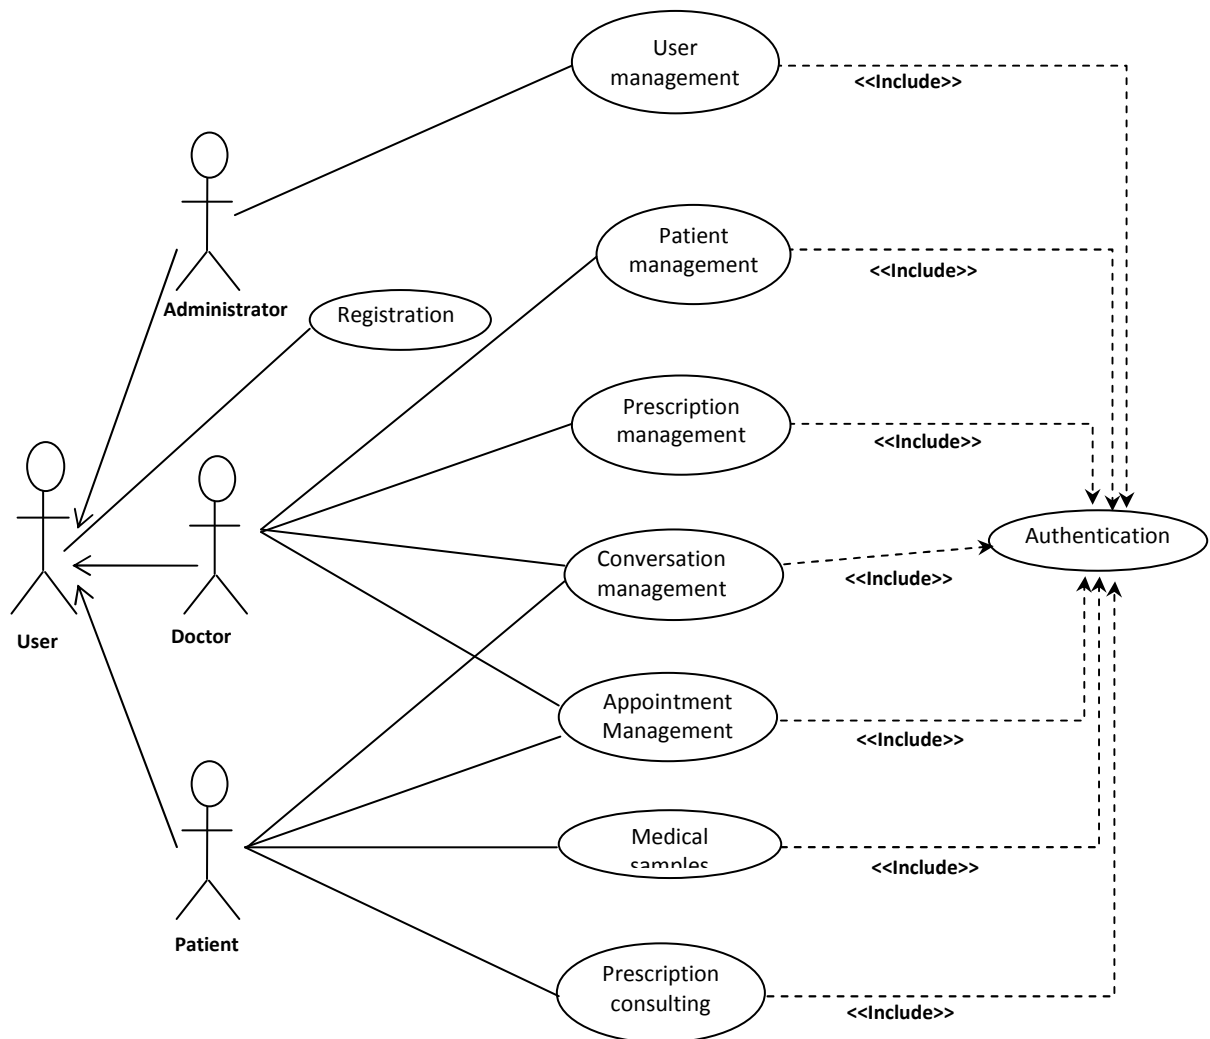 User
management
<<Include>>
Patient
management
<<Include>>
Administrator
Registration
Prescription
management
<<Include>>
Authentication
Conversation
management
<<Include>>
User
Doctor
Appointment
Management
<<Include>>
Medical
samples
<<Include>>
Patient
Prescription
consulting
<<Include>>